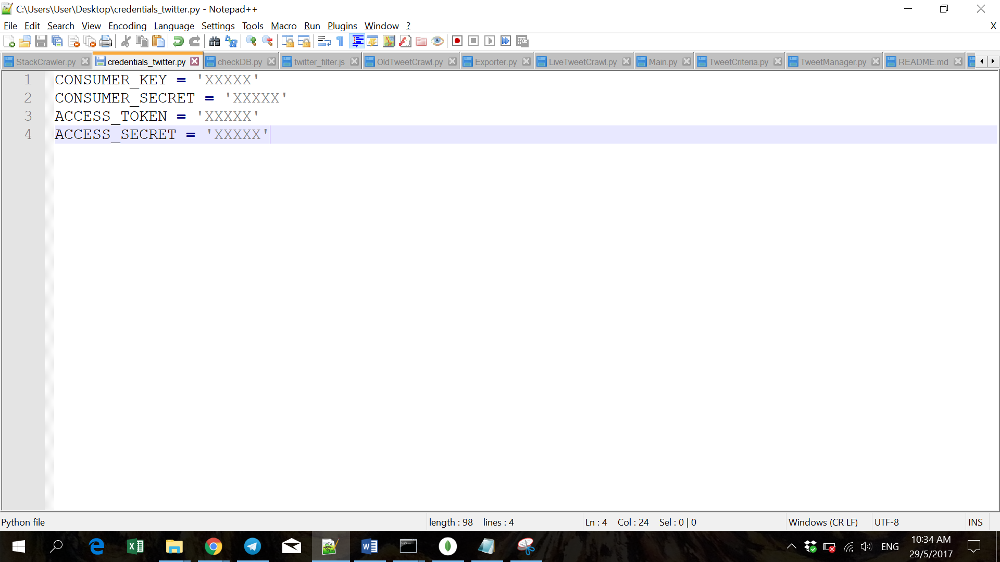 C:\Users\User\Desktop\credentials_twitter.py - Notepad++
File Edit Search View Encoding Language Settings Tools Macro Run Plugins Window ? X
StackCrawler.py credentials_twitter.py checkDB.py twitter_filter.js OldTweetCrawl.py Exporter.py LiveTweetCrawl.py Main.py TweetCriteria.py TweetManager.py README.md
1 CONSUMER_KEY = 'XXXXX'
2 CONSUMER_SECRET = 'XXXXX'
3 ACCESS_TOKEN = 'XXXXX'
4 ACCESS_SECRET = 'XXXXX'
Python file length : 98 lines : 4 Ln : 4 Col : 24 Sel : 0 | 0 Windows (CR LF) UTF-8 INS
ENG 10:34 AM
29/5/2017